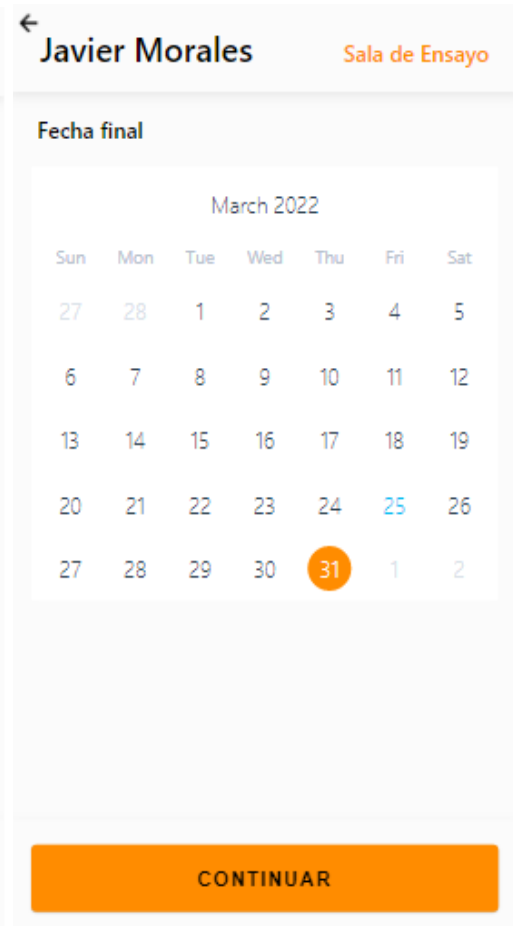 Javier Morales Sala de Ensayo
Fecha final
March 2022
Sun Mon Tue Wed Thu Fri Sat
27 28 1 2 3 4 5
6 7 8 9 10 11 12
13 14 15 16 17 18 19
20 21 22 23 24 25 26
27 28 29 30 31 1 2
CONTINUAR